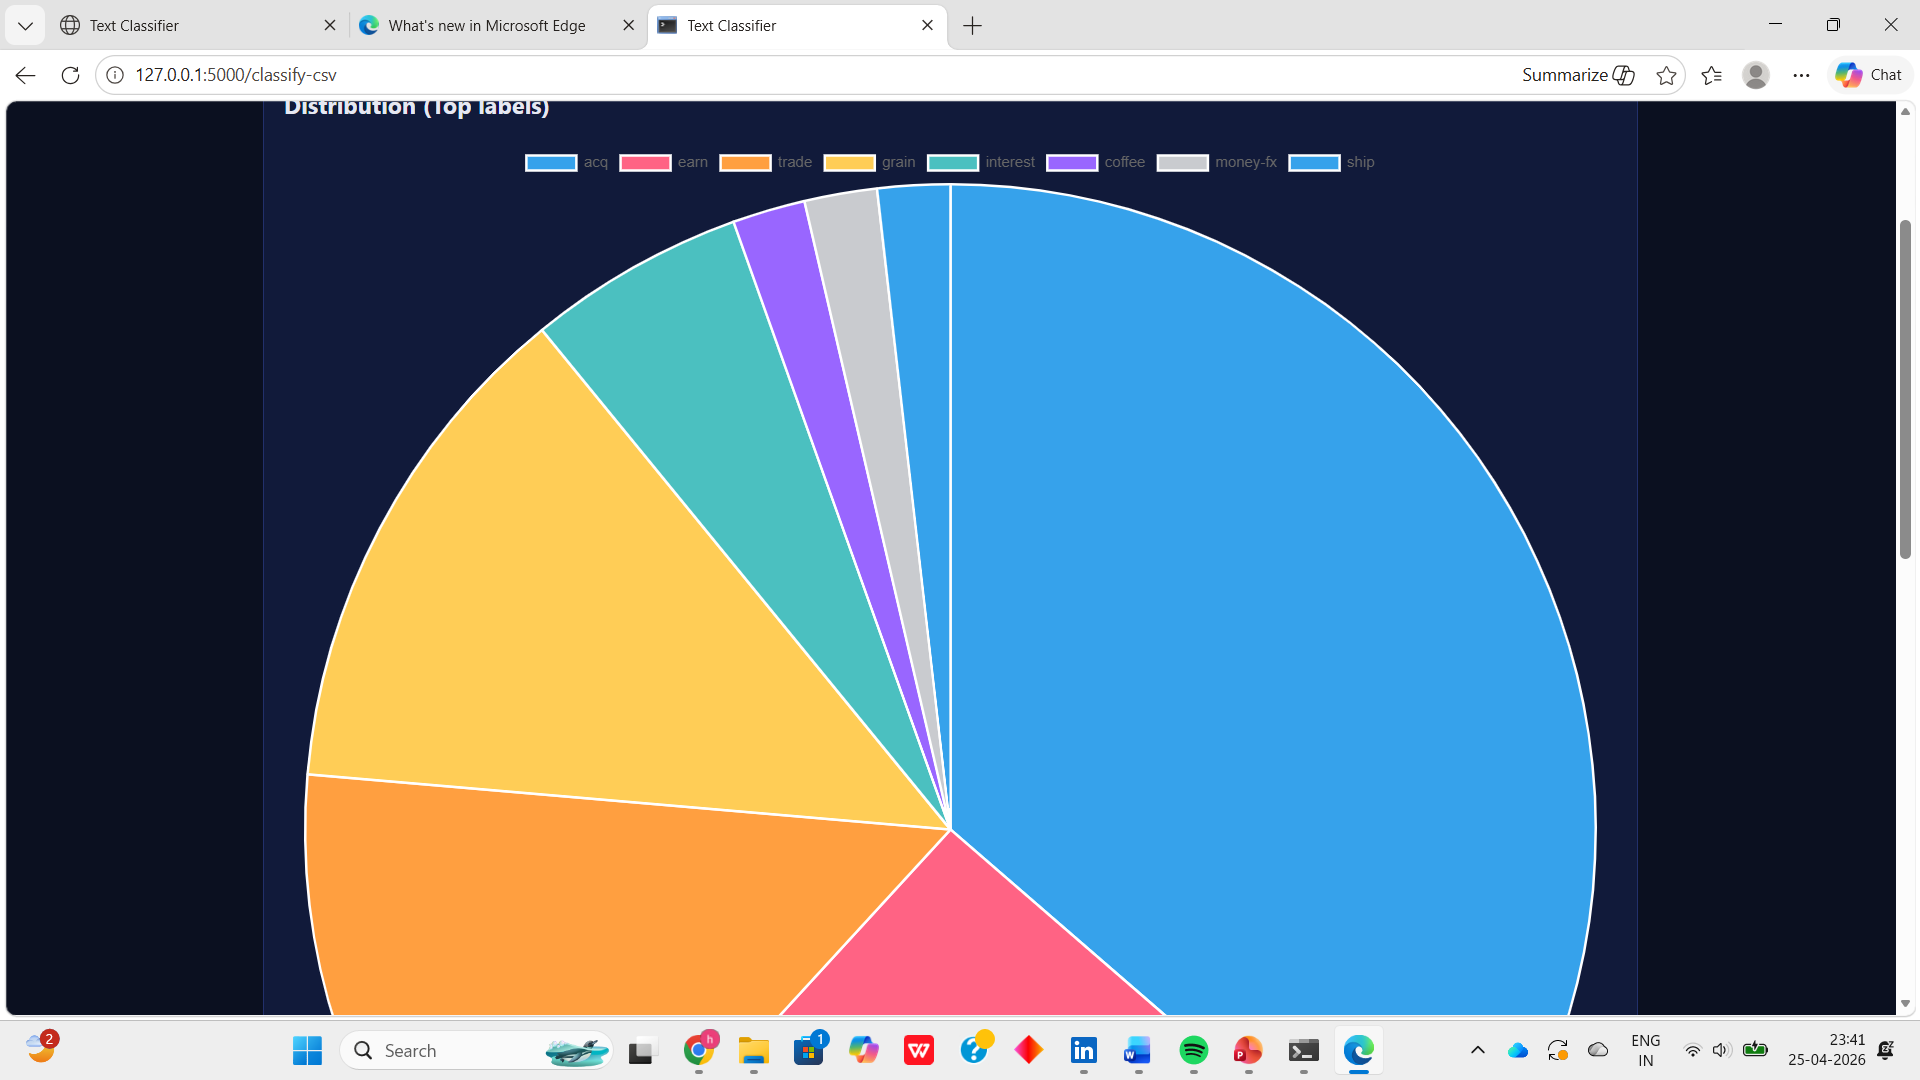 Text Classifier
What's new in Microsoft Edge
Text Classifier
127.0.0.1:5000/classify-csv
Summarize
Chat
Distribution (Top labels)
acq earn trade grain interest coffee money-fx ship
2
Search
1
h
ENG
IN
23:41
25-04-2026